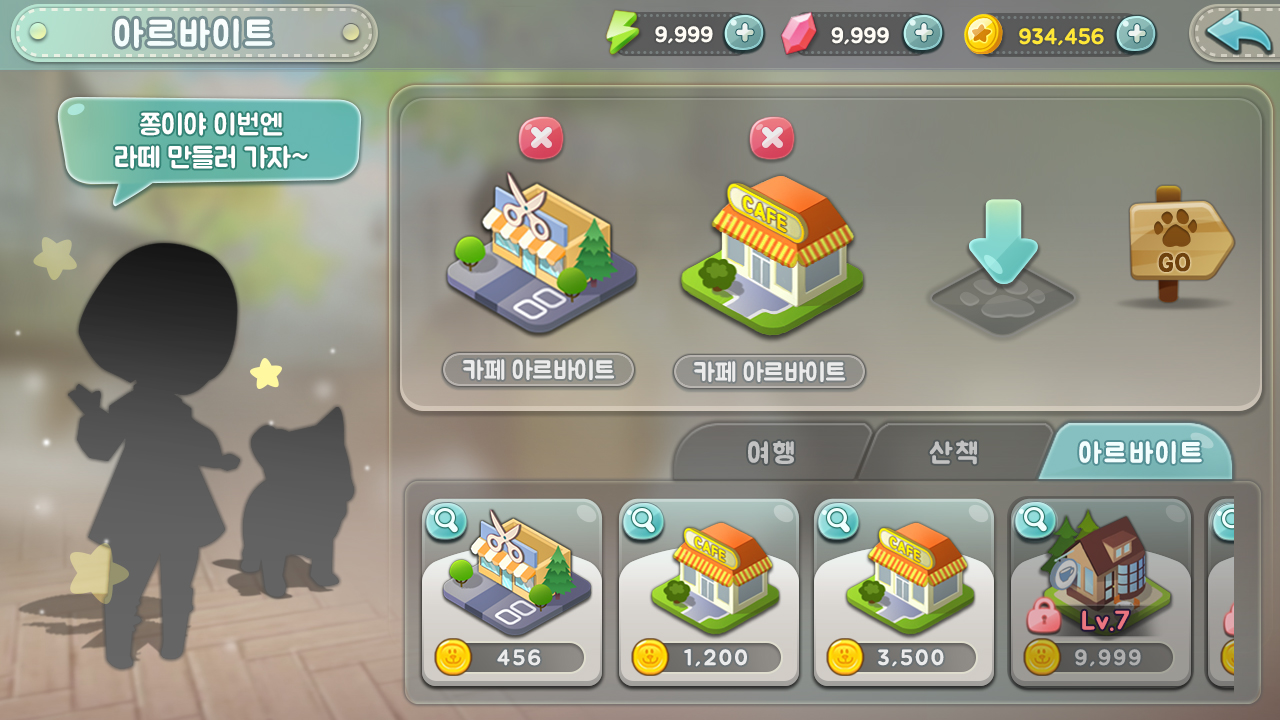 아르바이트
9,999
9,999
934,456
쫑이야 이번엔
라떼 만들러 가자~
CAFE
GO
카페 아르바이트
카페 아르바이트
여행
산책
아르바이트
CAFE
CAFE
Lv.7
456
1,200
3,500
9,999